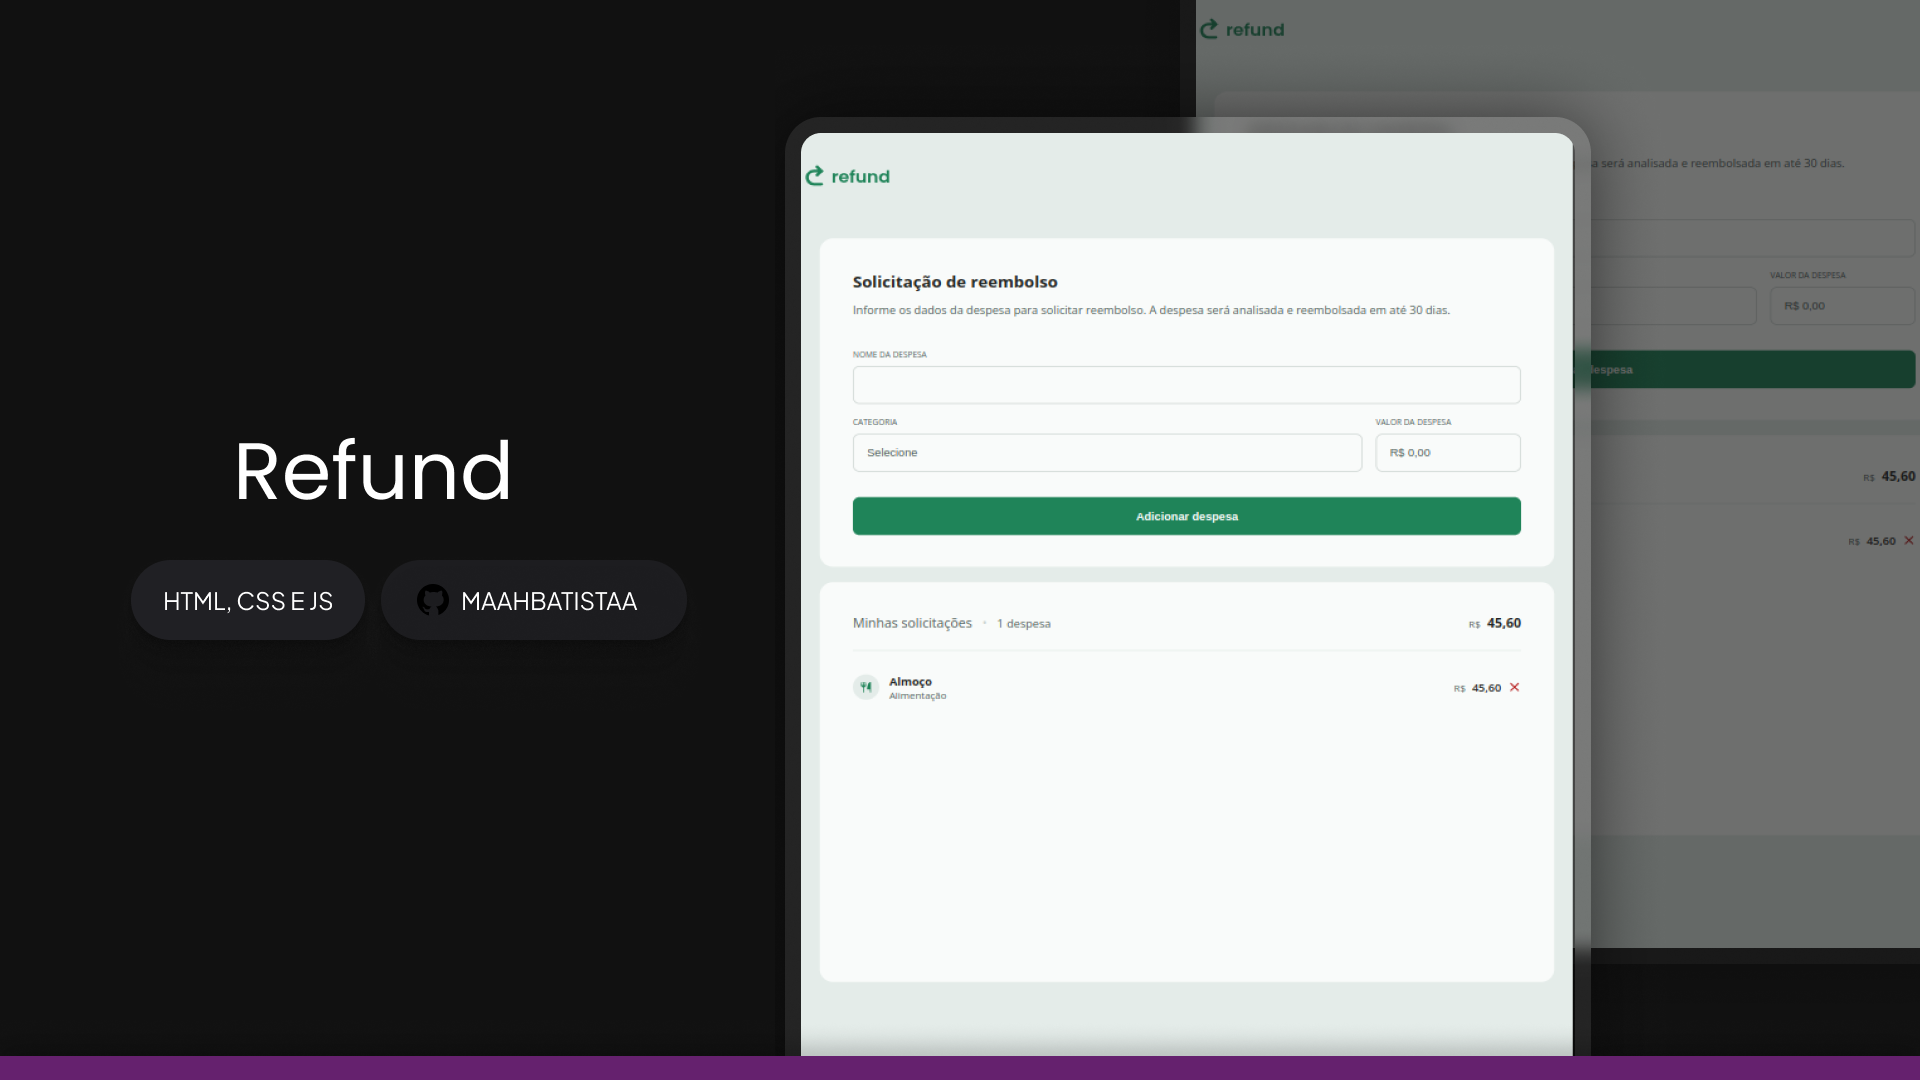 Refund
HTML, CSS E JS
MAAHBATISTAA
refund
Solicitação de reembolso
Informe os dados da despesa para solicitar reembolso. A despesa será analisada e reembolsada em até 30 dias.
NOME DA DESPESA
CATEGORIA
VALOR DA DESPESA
Selecione
R$ 0,00
Adicionar despesa
Minhas solicitações • 1 despesa
R$ 45,60
Almoço
Alimentação
R$ 45,60
refund
será analisada e reembolsada em até 30 dias.
VALOR DA DESPESA
R$ 0,00
despesa
R$ 45,60
R$ 45,60